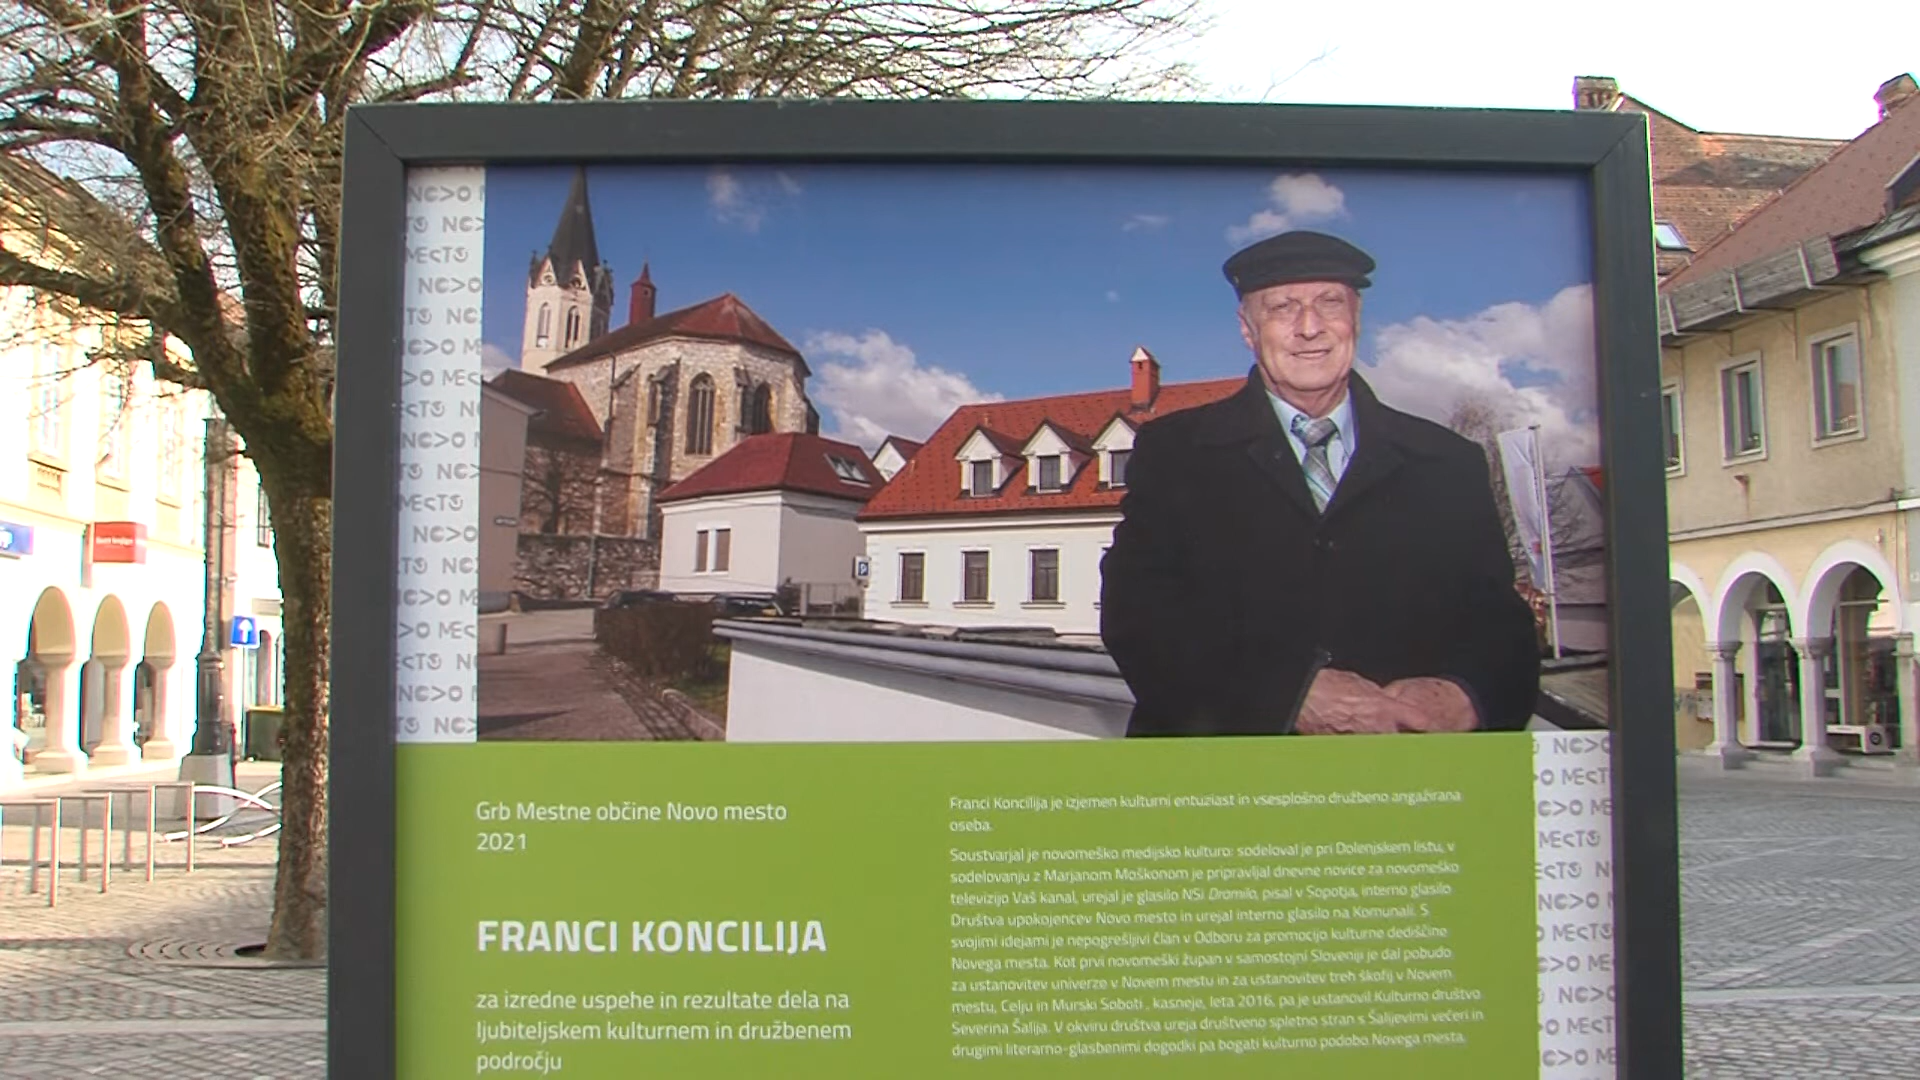 Grb Mestne občine Novo mesto
2021
FRANCI KONCILIJA
za izredne uspehe in rezultate dela na
ljubiteljskem kulturnem in družbenem
področju
Franci Koncilija je izjemen kulturni entuziast in vsesplošno družbeno angažirana
oseba.
Soustvarjal je novomeško medijsko kulturo: sodeloval je pri Dolenjskem listu, v
sodelovanju z Marjanom Moškonom je pripravljal dnevne novice za novomeško
televizijo Vaš kanal, urejal je glasilo NSi Dramilo, pisal v Sopotja, interno glasilo
Društva upokojencev Novo mesto in urejal interno glasilo na Komunali. S
svojimi idejami je nepogrešljivi član v Odboru za promocijo kulturne dediščine
Novega mesta. Kot prvi novomeški župan v samostojni Sloveniji je dal pobudo
za ustanovitev univerze v Novem mestu in za ustanovitev treh škofij v Novem
mestu, Celju in Murski Soboti , kasneje, leta 2016, pa je ustanovil Kulturno društvo
Severina Šalija. V okviru društva ureja društveno spletno stran s Šalijevimi večeri in
drugimi literarno-glasbenimi dogodki pa bogati kulturno podobo Novega mesta.